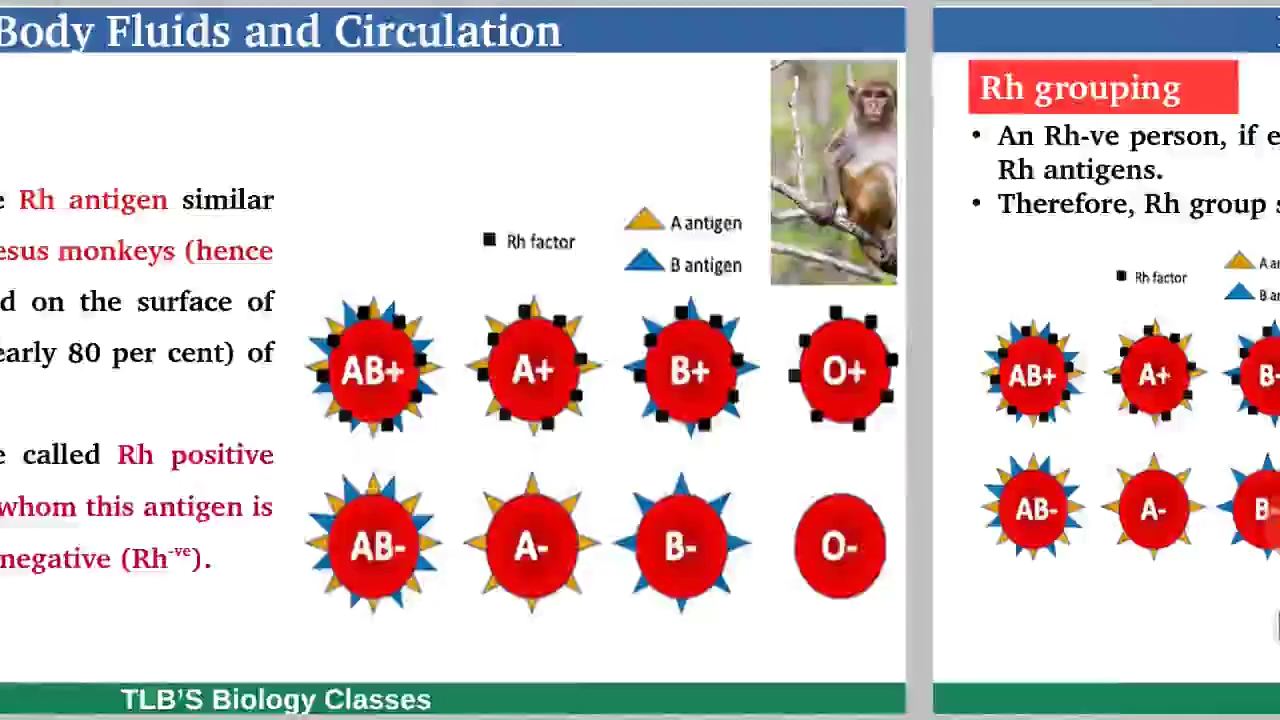 Body Fluids and Circulation
Rh antigen similar
esus monkeys (hence
d on the surface of
early 80 per cent) of
e called Rh positive
whom this antigen is
negative (Rh-ve).
Rh factor
A antigen
B antigen
AB+ A+ B+ O+
AB- A- B- O-
TLB'S Biology Classes
Rh grouping
• An Rh-ve person, if e
Rh antigens.
• Therefore, Rh group s
Rh factor
A an
B an
AB+ A+ B+
AB- A- B-